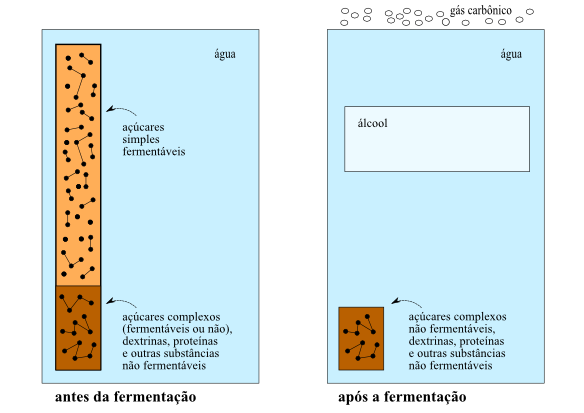 gás carbônico
água
açúcares
simples
fermentáveis
açúcares complexos
(fermentáveis ou não),
dextrinas, proteínas
e outras substâncias
não fermentáveis
antes da fermentação
água
álcool
açúcares complexos
não fermentáveis,
dextrinas, proteínas
e outras substâncias
não fermentáveis
após a fermentação